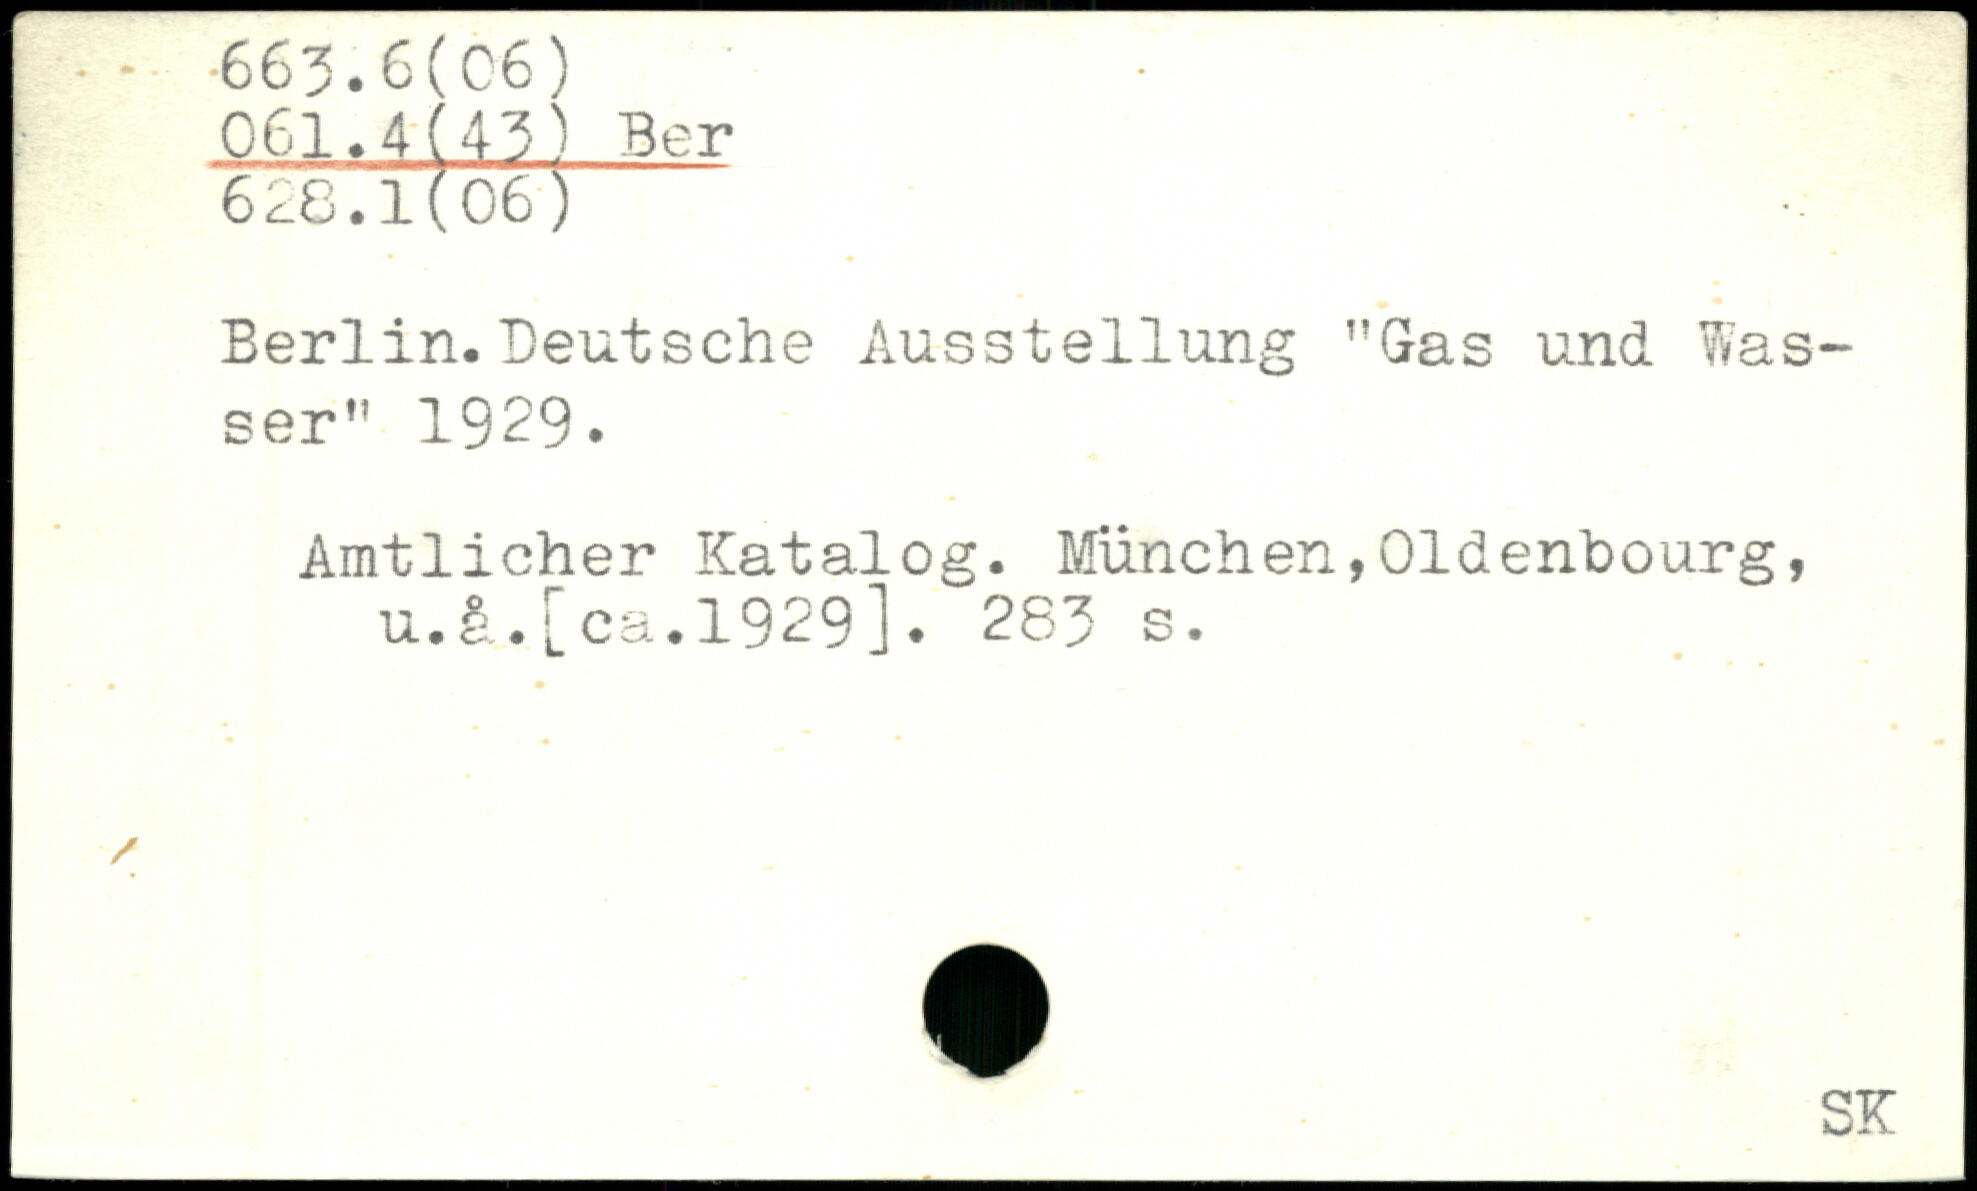 663.6(06)
061.4(43) Ber
628.1(06)
Berlin.Deutsche Ausstellung "Gas und Was-
ser" 1929.
Amtlicher Katalog. München,Oldenbourg,
u.å.[ca.1929]. 283 s.
SK